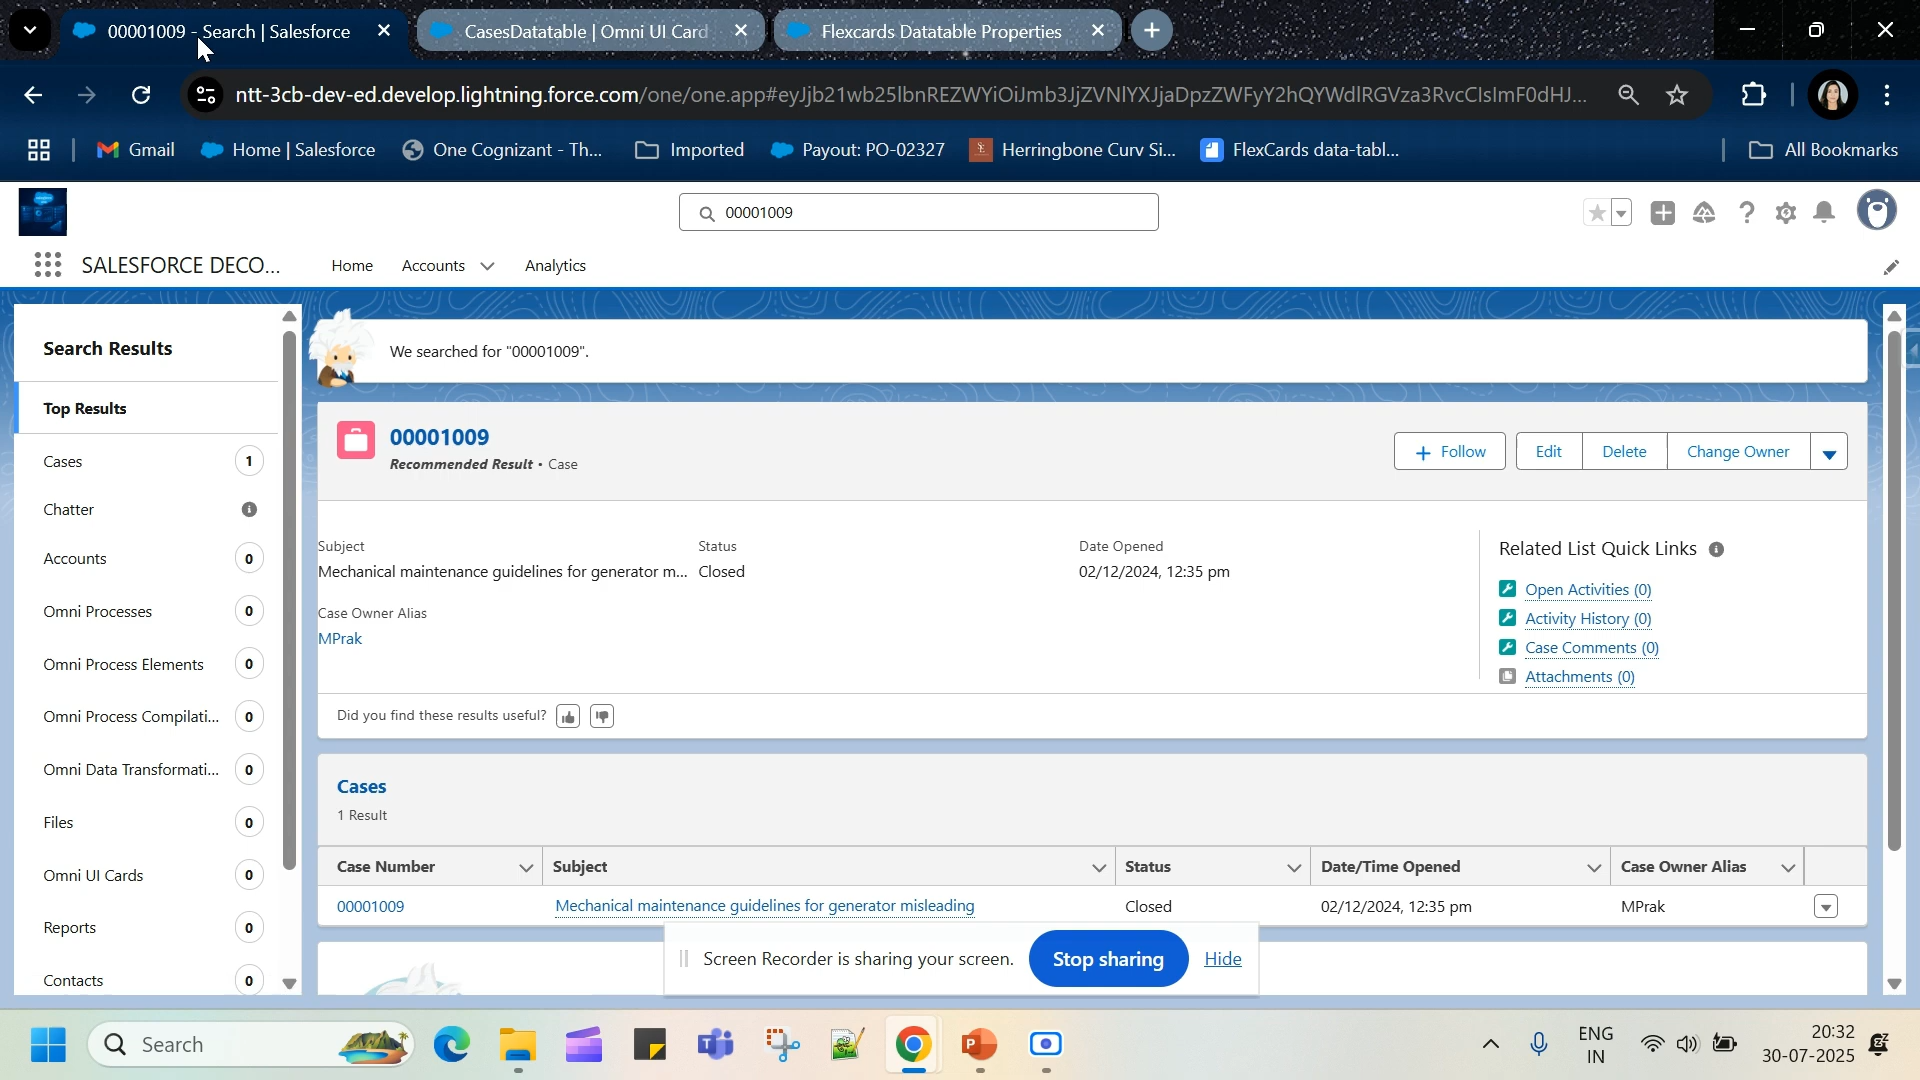 00001009 - Search | Salesforce
CasesDatatable | Omni UI Card
Flexcards Datatable Properties
ntt-3cb-dev-ed.develop.lightning.force.com/one/one.app#eyJjb21wb25lbnREZWYiOiJmb3JjZVNlYXJjaDpzZWFyY2hQYWdlRGVza3RvcCIsImF0dHJ...
Gmail
Home | Salesforce
One Cognizant - Th...
Imported
Payout: PO-02327
Herringbone Curv Si...
FlexCards data-tabl...
All Bookmarks
00001009
SALESFORCE DECO...
Home
Accounts
Analytics
Search Results
Top Results
Cases 1
Chatter
Accounts 0
Omni Processes 0
Omni Process Elements 0
Omni Process Compilati... 0
Omni Data Transformati... 0
Files 0
Omni UI Cards 0
Reports 0
Contacts 0
We searched for "00001009".
00001009
Recommended Result • Case
Follow
Edit
Delete
Change Owner
Subject
Mechanical maintenance guidelines for generator m...
Status
Closed
Date Opened
02/12/2024, 12:35 pm
Case Owner Alias
MPrak
Related List Quick Links
Open Activities (0)
Activity History (0)
Case Comments (0)
Attachments (0)
Did you find these results useful?
Cases
1 Result
Case Number Subject Status Date/Time Opened Case Owner Alias
00001009 Mechanical maintenance guidelines for generator misleading Closed 02/12/2024, 12:35 pm MPrak
Screen Recorder is sharing your screen.
Stop sharing
Hide
Search
ENG
IN
20:32
30-07-2025